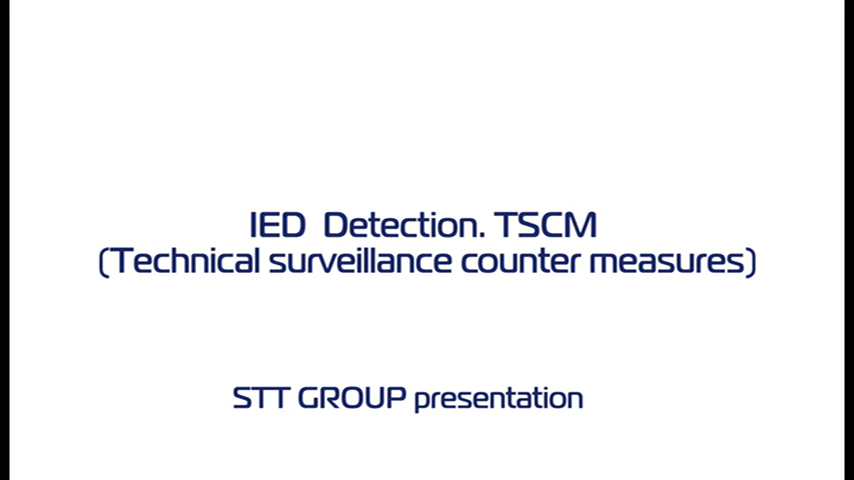 IED Detection. TSCM
(Technical surveillance counter measures)
STT GROUP presentation